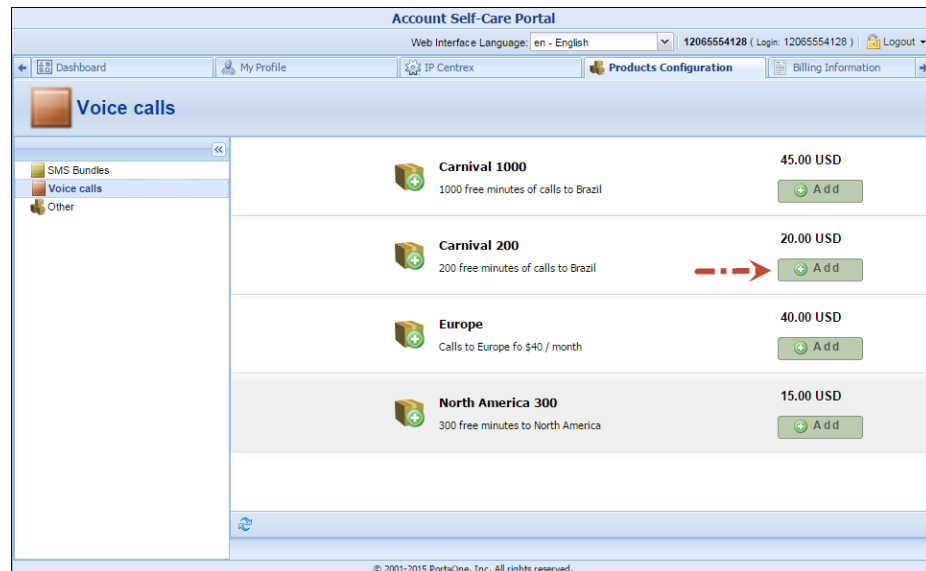 Account Self-Care Portal
Web Interface Language: en - English 12065554128 ( Login: 12065554128 ) Logout
Dashboard My Profile IP Centrex Products Configuration Billing Information
Voice calls
SMS Bundles
Voice calls
Other
Carnival 1000 45.00 USD
1000 free minutes of calls to Brazil Add
Carnival 200 20.00 USD
200 free minutes of calls to Brazil Add
Europe 40.00 USD
Calls to Europe fo $40 / month Add
North America 300 15.00 USD
300 free minutes to North America Add
© 2001-2015 PortaOne, Inc. All rights reserved.